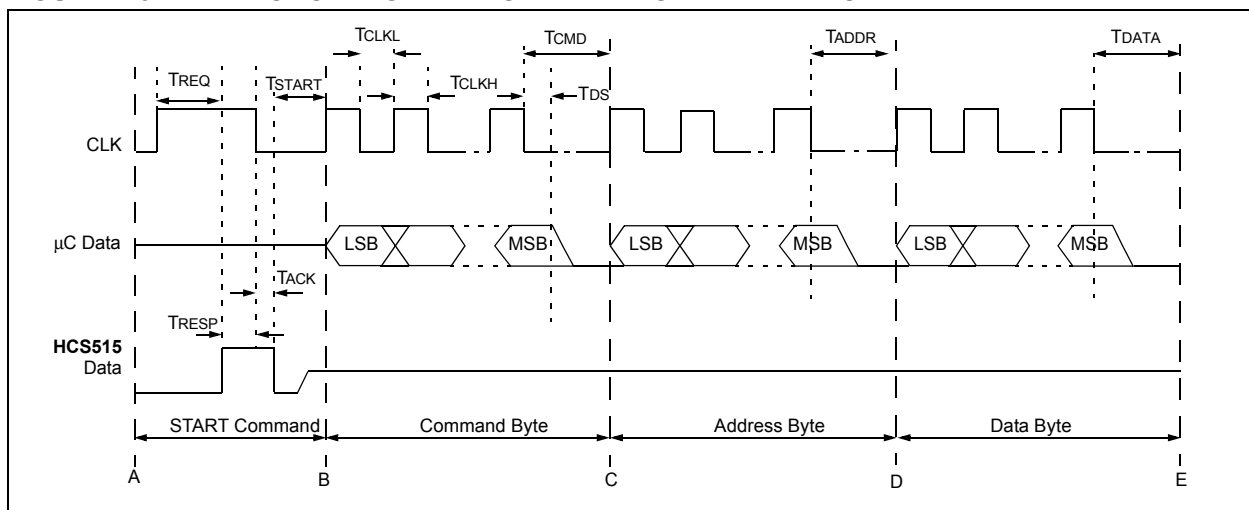 TCLKL
TCMD
TADDR
TDATA
TREQ
TSTART
TCLKH
TDS
CLK
µC Data
LSB
MSB
LSB
MSB
LSB
MSB
TACK
TRESP
HCS515
Data
START Command
Command Byte
Address Byte
Data Byte
A
B
C
D
E